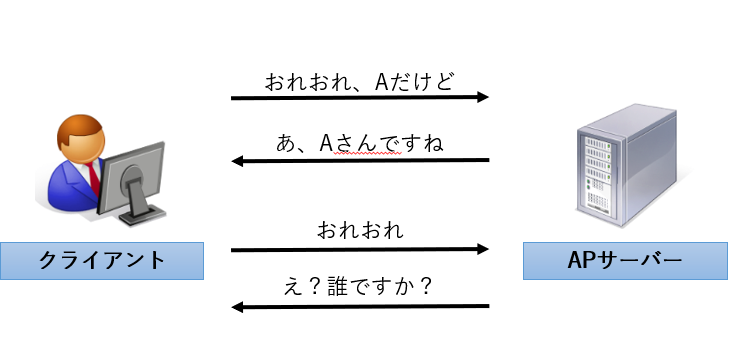 おれおれ、Aだけど
あ、Aさんですね
おれおれ
クライアント
APサーバー
え？誰ですか？